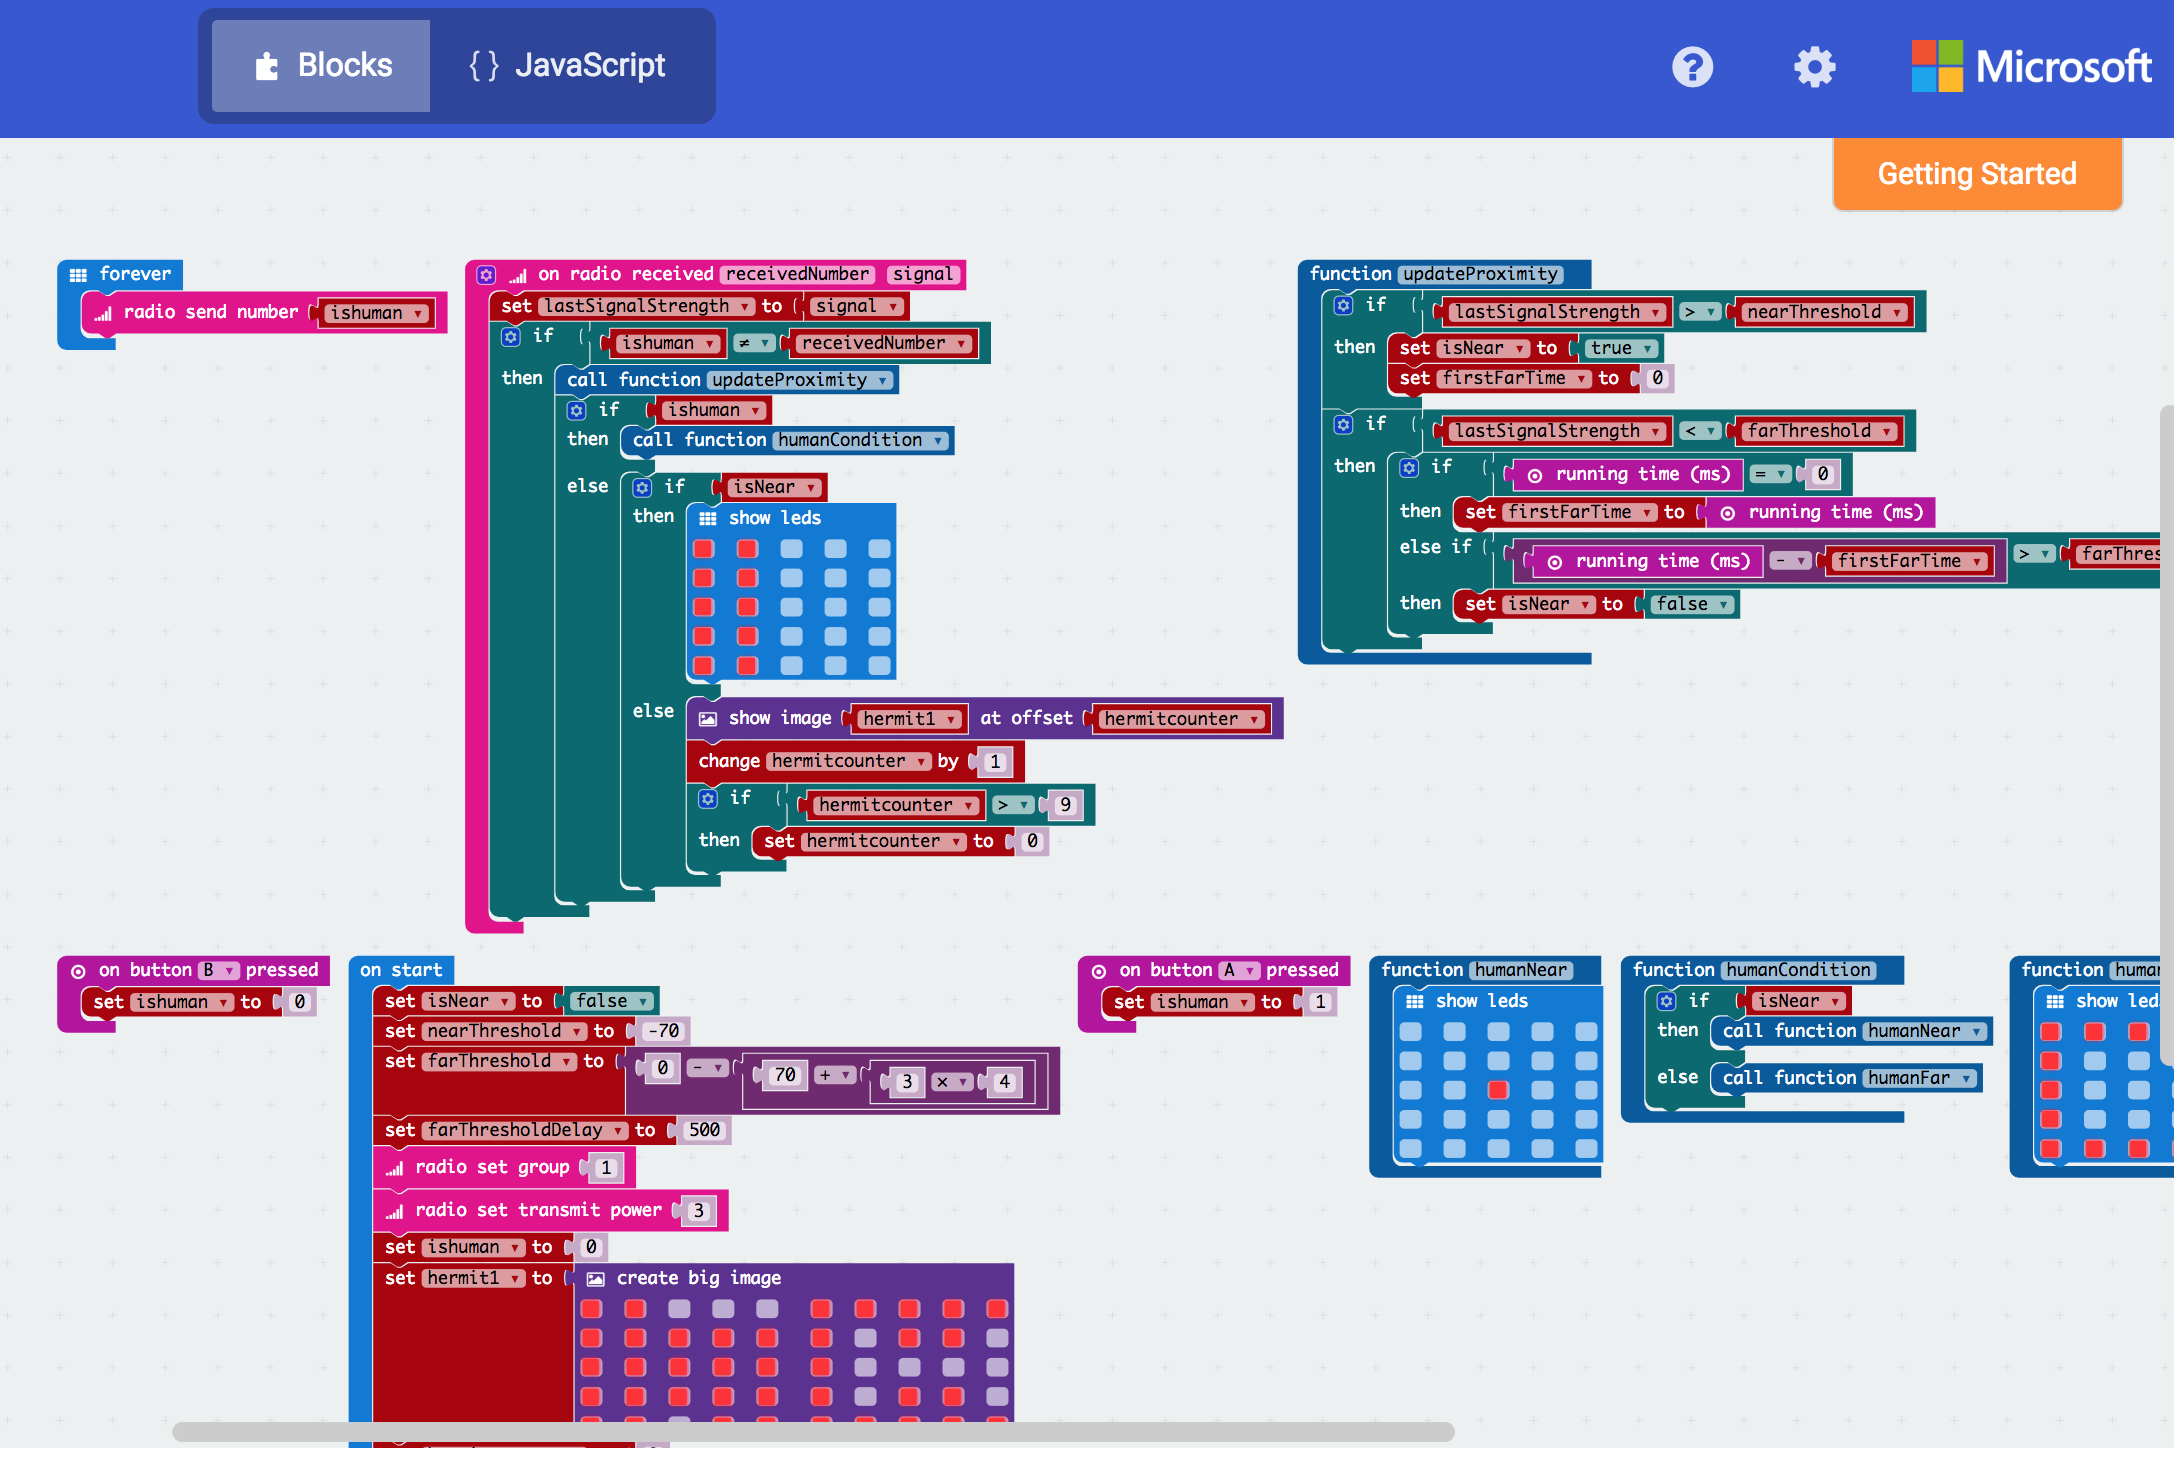 Blocks
{ } JavaScript
?
Microsoft
Getting Started
forever
radio send number ishuman
on radio received receivedNumber signal
set lastSignalStrength to signal
if ishuman ≠ receivedNumber
then call function updateProximity
if ishuman
then call function humanCondition
else if isNear
then show leds
else show image hermit1 at offset hermitcounter
change hermitcounter by 1
if hermitcounter > 9
then set hermitcounter to 0
function updateProximity
if lastSignalStrength > nearThreshold
then set isNear to true
set firstFarTime to 0
if lastSignalStrength < farThreshold
then if running time (ms) = 0
then set firstFarTime to running time (ms)
else if running time (ms) - firstFarTime > farThres
then set isNear to false
on button B pressed
set ishuman to 0
on start
set isNear to false
set nearThreshold to -70
set farThreshold to 0 - 70 + 3 × 4
set farThresholdDelay to 500
radio set group 1
radio set transmit power 3
set ishuman to 0
set hermit1 to create big image
on button A pressed
set ishuman to 1
function humanNear
show leds
function humanCondition
if isNear
then call function humanNear
else call function humanFar
function human
show led